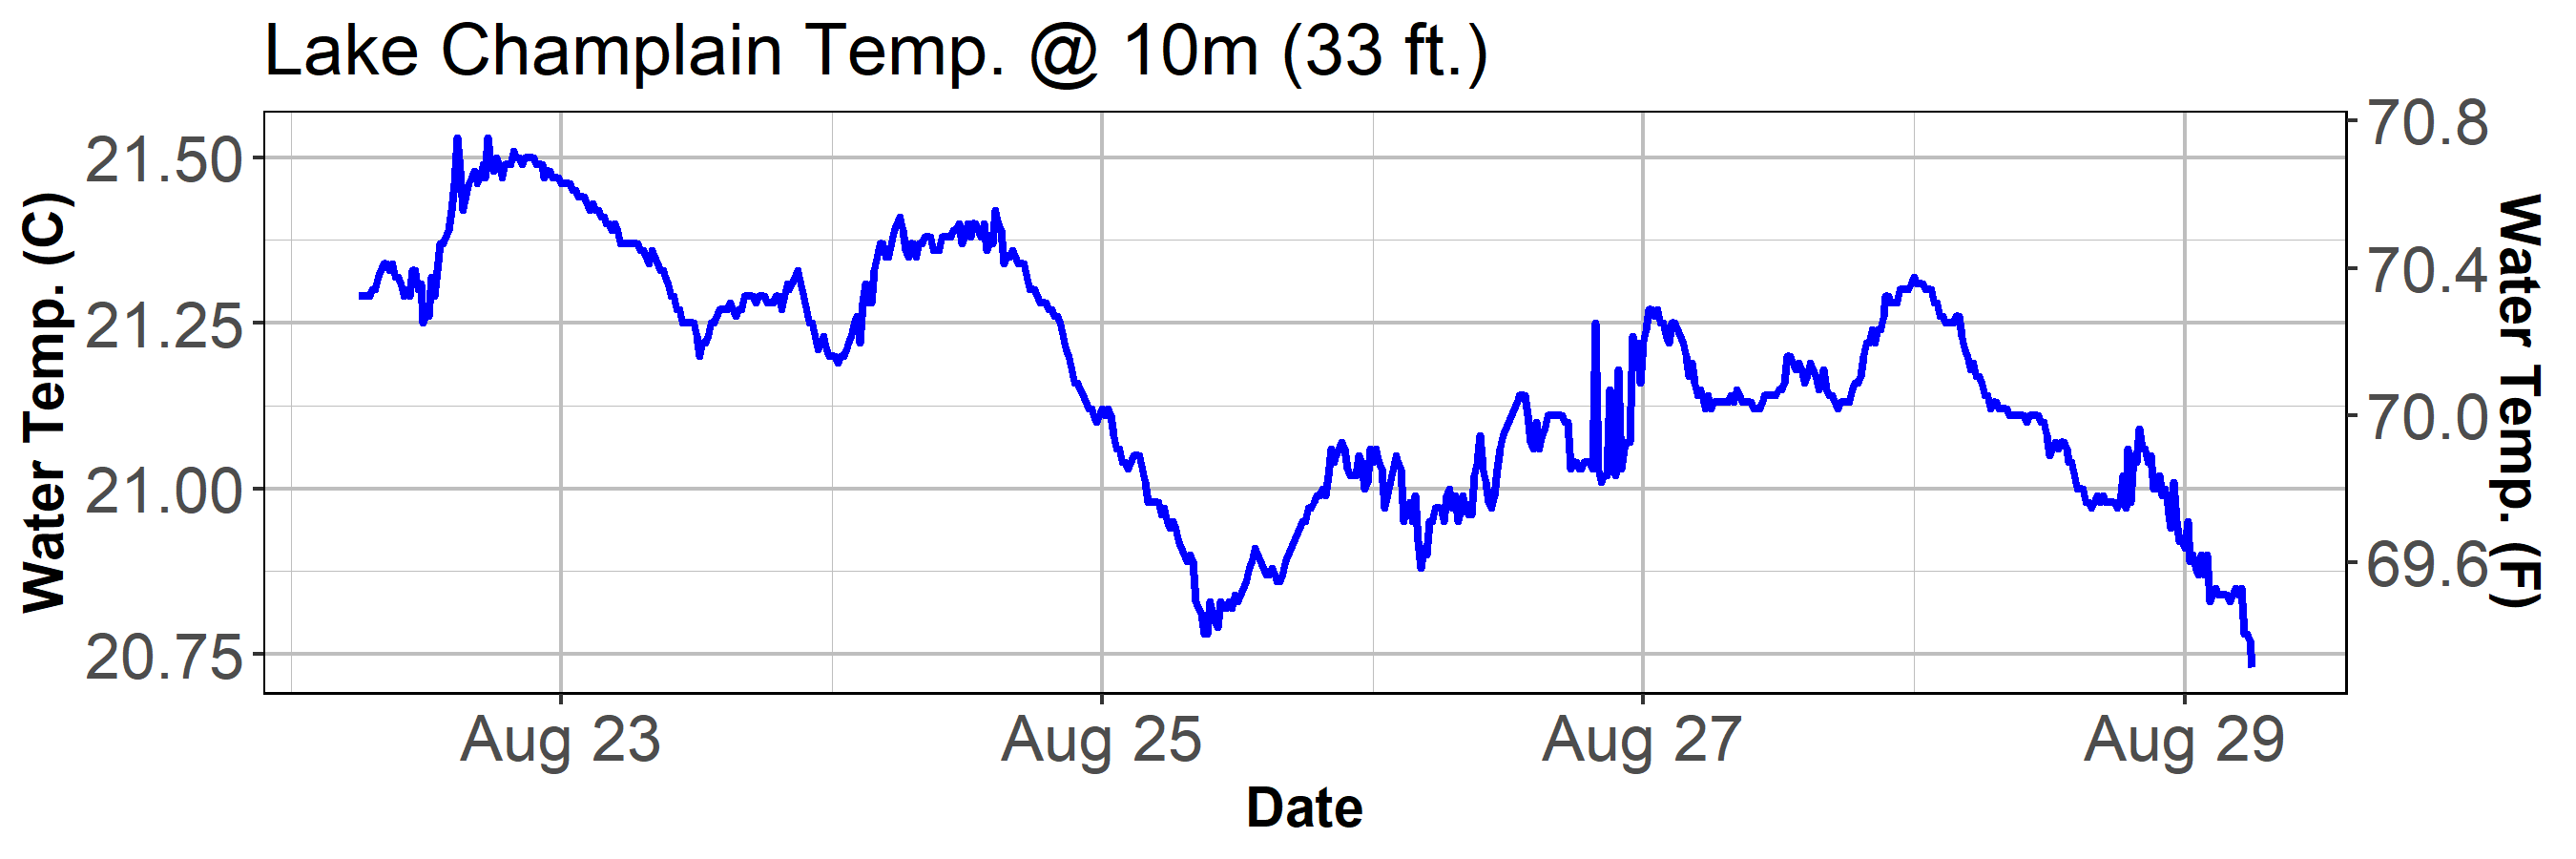 Lake Champlain Temp. @ 10m (33 ft.)
Water Temp. (C)
21.50
21.25
21.00
20.75
70.8
70.4
70.0
69.6
Water Temp. (F)
Aug 23 Aug 25 Aug 27 Aug 29
Date